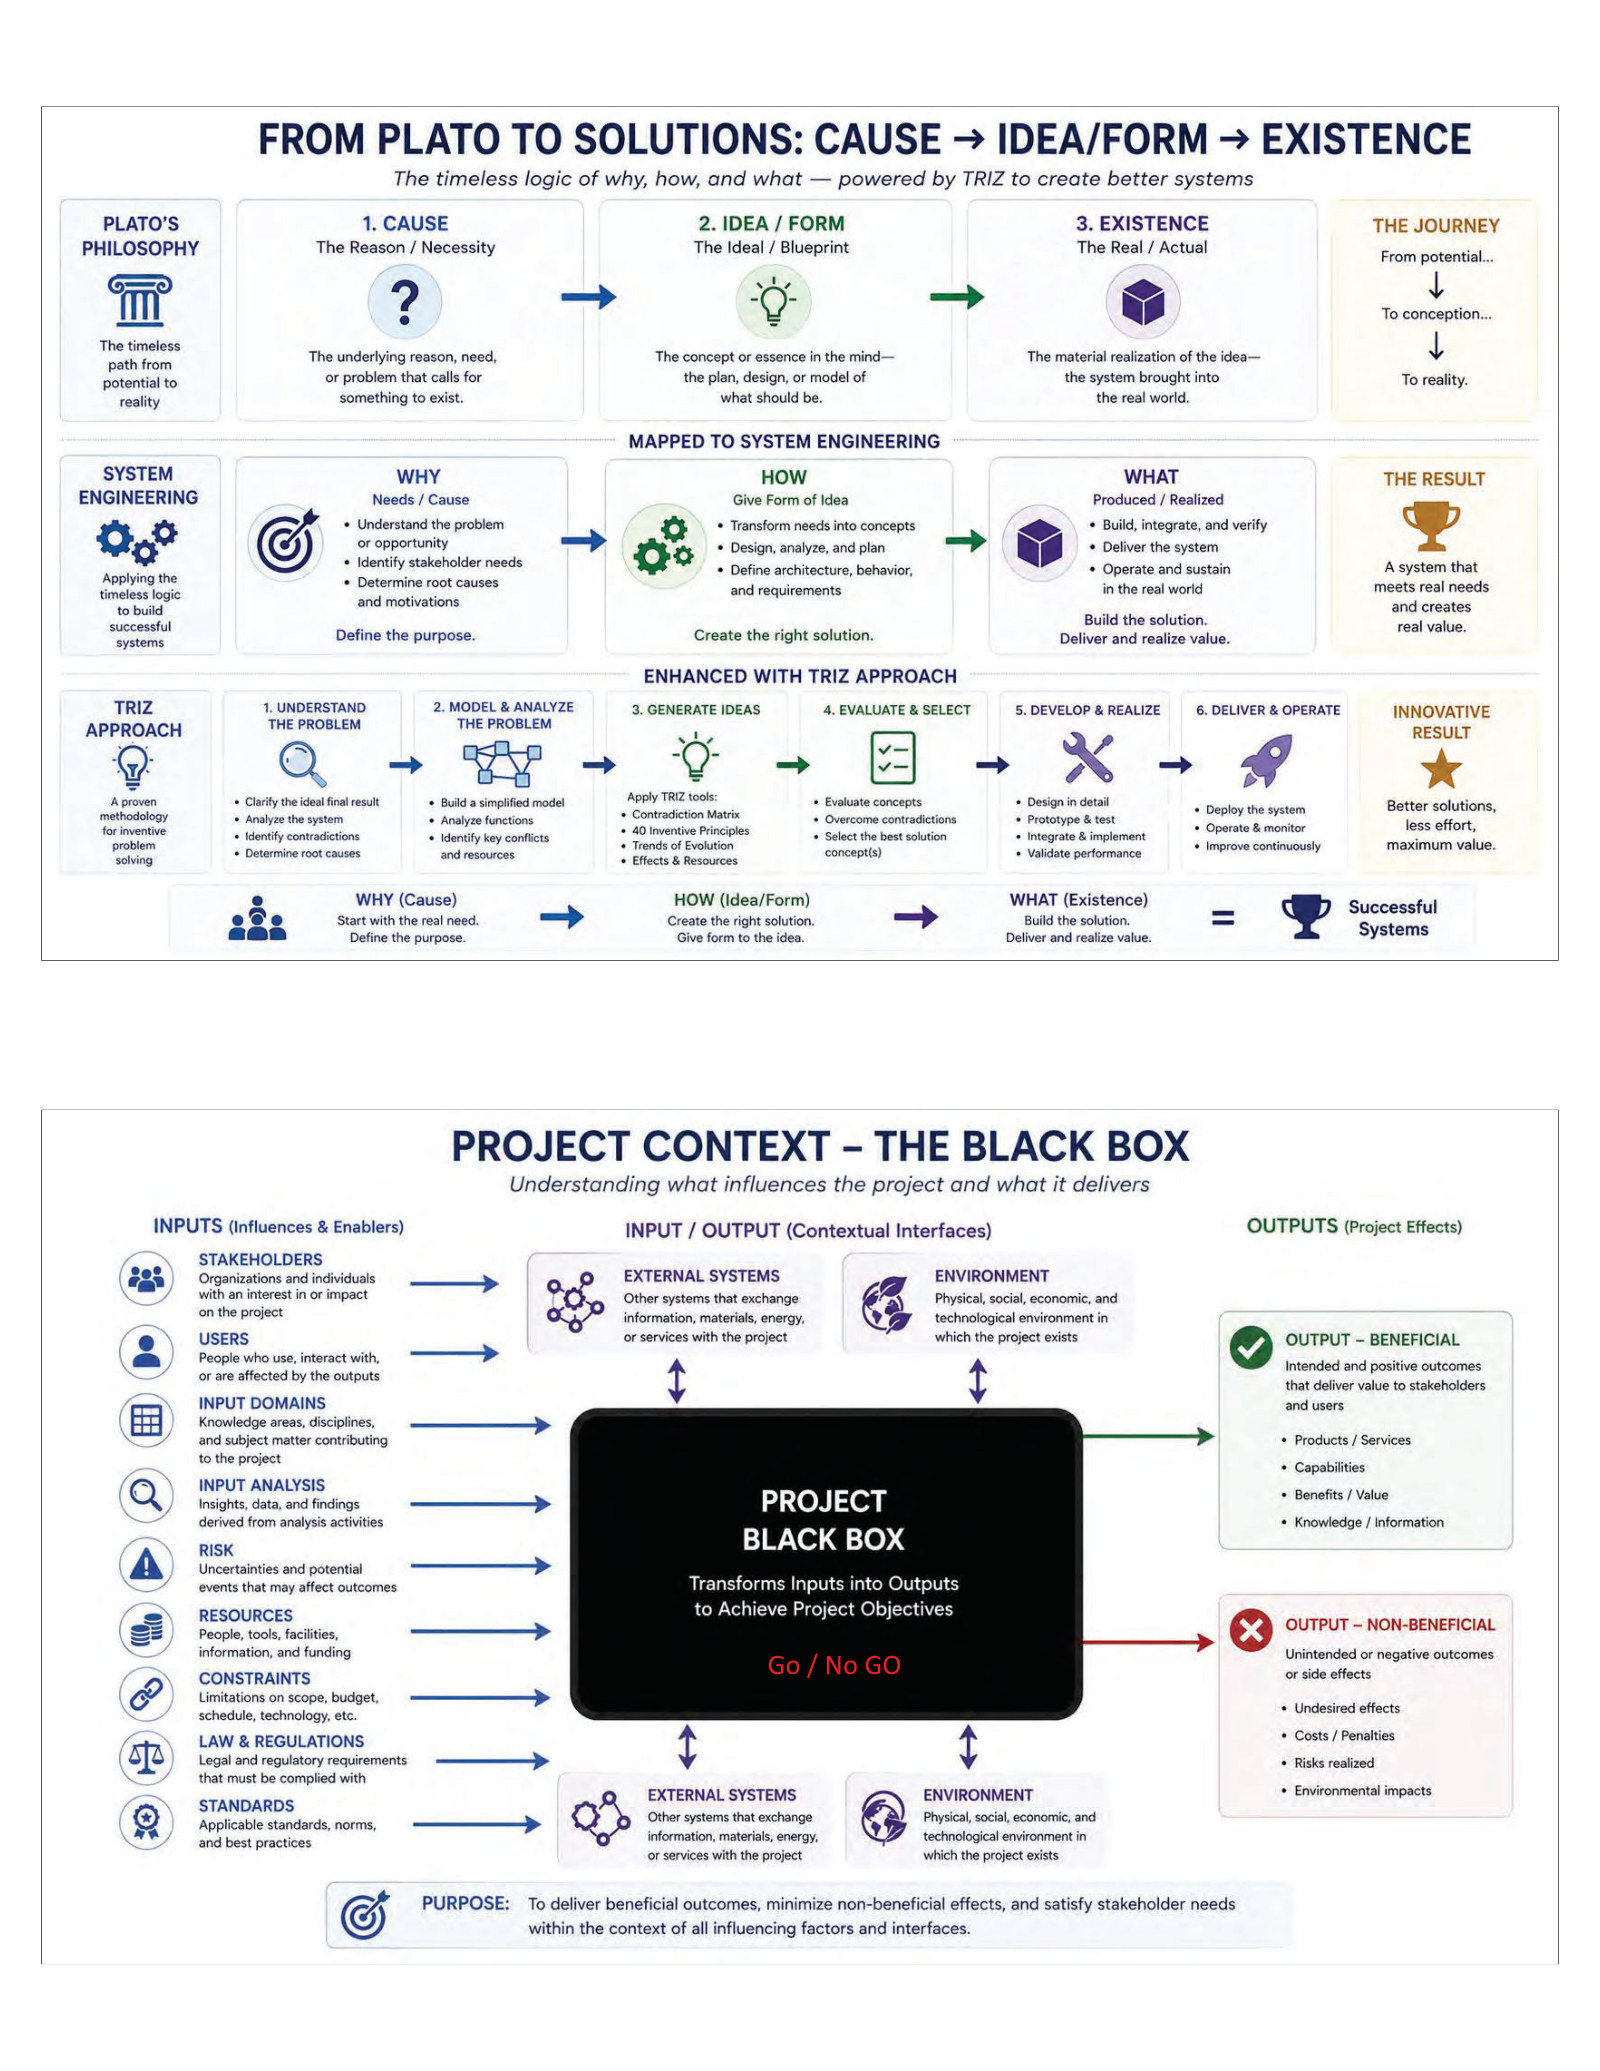 FROM PLATO TO SOLUTIONS: CAUSE → IDEA/FORM → EXISTENCE
The timeless logic of why, how, and what — powered by TRIZ to create better systems
PLATO'S
PHILOSOPHY
The timeless
path from
potential to
reality
1. CAUSE
The Reason / Necessity
?
The underlying reason, need,
or problem that calls for
something to exist.
2. IDEA / FORM
The Ideal / Blueprint
The concept or essence in the mind—
the plan, design, or model of
what should be.
3. EXISTENCE
The Real / Actual
The material realization of the idea—
the system brought into
the real world.
THE JOURNEY
From potential...
To conception...
To reality.
MAPPED TO SYSTEM ENGINEERING
SYSTEM
ENGINEERING
Applying the
timeless logic
to build
successful
systems
WHY
Needs / Cause
• Understand the problem
or opportunity
• Identify stakeholder needs
• Determine root causes
and motivations
Define the purpose.
HOW
Give Form of Idea
• Transform needs into concepts
• Design, analyze, and plan
• Define architecture, behavior,
and requirements
Create the right solution.
WHAT
Produced / Realized
• Build, integrate, and verify
• Deliver the system
• Operate and sustain
in the real world
Build the solution.
Deliver and realize value.
THE RESULT
A system that
meets real needs
and creates
real value.
ENHANCED WITH TRIZ APPROACH
TRIZ
APPROACH
A proven
methodology
for inventive
problem
solving
1. UNDERSTAND
THE PROBLEM
• Clarify the ideal final result
• Analyze the system
• Identify contradictions
• Determine root causes
2. MODEL & ANALYZE
THE PROBLEM
• Build a simplified model
• Analyze functions
• Identify key conflicts
and resources
3. GENERATE IDEAS
Apply TRIZ tools:
• Contradiction Matrix
• 40 Inventive Principles
• Trends of Evolution
• Effects & Resources
4. EVALUATE & SELECT
• Evaluate concepts
• Overcome contradictions
• Select the best solution
concept(s)
5. DEVELOP & REALIZE
• Design in detail
• Prototype & test
• Integrate & implement
• Validate performance
6. DELIVER & OPERATE
• Deploy the system
• Operate & monitor
• Improve continuously
INNOVATIVE
RESULT
Better solutions,
less effort,
maximum value.
WHY (Cause)
Start with the real need.
Define the purpose.
HOW (Idea/Form)
Create the right solution.
Give form to the idea.
WHAT (Existence)
Build the solution.
Deliver and realize value.
=
Successful
Systems
PROJECT CONTEXT – THE BLACK BOX
Understanding what influences the project and what it delivers
INPUTS (Influences & Enablers)
STAKEHOLDERS
Organizations and individuals
with an interest in or impact
on the project
USERS
People who use, interact with,
or are affected by the outputs
INPUT DOMAINS
Knowledge areas, disciplines,
and subject matter contributing
to the project
INPUT ANALYSIS
Insights, data, and findings
derived from analysis activities
RISK
Uncertainties and potential
events that may affect outcomes
RESOURCES
People, tools, facilities,
information, and funding
CONSTRAINTS
Limitations on scope, budget,
schedule, technology, etc.
LAW & REGULATIONS
Legal and regulatory requirements
that must be complied with
STANDARDS
Applicable standards, norms,
and best practices
INPUT / OUTPUT (Contextual Interfaces)
EXTERNAL SYSTEMS
Other systems that exchange
information, materials, energy,
or services with the project
ENVIRONMENT
Physical, social, economic, and
technological environment in
which the project exists
PROJECT
BLACK BOX
Transforms Inputs into Outputs
to Achieve Project Objectives
Go / No GO
EXTERNAL SYSTEMS
Other systems that exchange
information, materials, energy,
or services with the project
ENVIRONMENT
Physical, social, economic, and
technological environment in
which the project exists
OUTPUTS (Project Effects)
OUTPUT – BENEFICIAL
Intended and positive outcomes
that deliver value to stakeholders
and users
• Products / Services
• Capabilities
• Benefits / Value
• Knowledge / Information
OUTPUT – NON-BENEFICIAL
Unintended or negative outcomes
or side effects
• Undesired effects
• Costs / Penalties
• Risks realized
• Environmental impacts
PURPOSE: To deliver beneficial outcomes, minimize non-beneficial effects, and satisfy stakeholder needs
within the context of all influencing factors and interfaces.